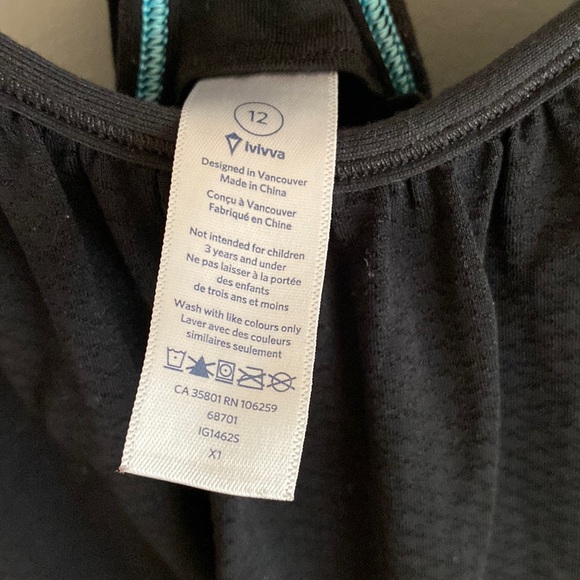 12
ivivva
Designed in Vancouver
Made in China
Conçu à Vancouver
Fabriqué en Chine
Not intended for children
3 years and under
Ne pas laisser à la portée
des enfants
de trois ans et moins
Wash with like colours only
Laver avec des couleurs
similaires seulement
CA 35801 RN 106259
68701
IG1462S
X1